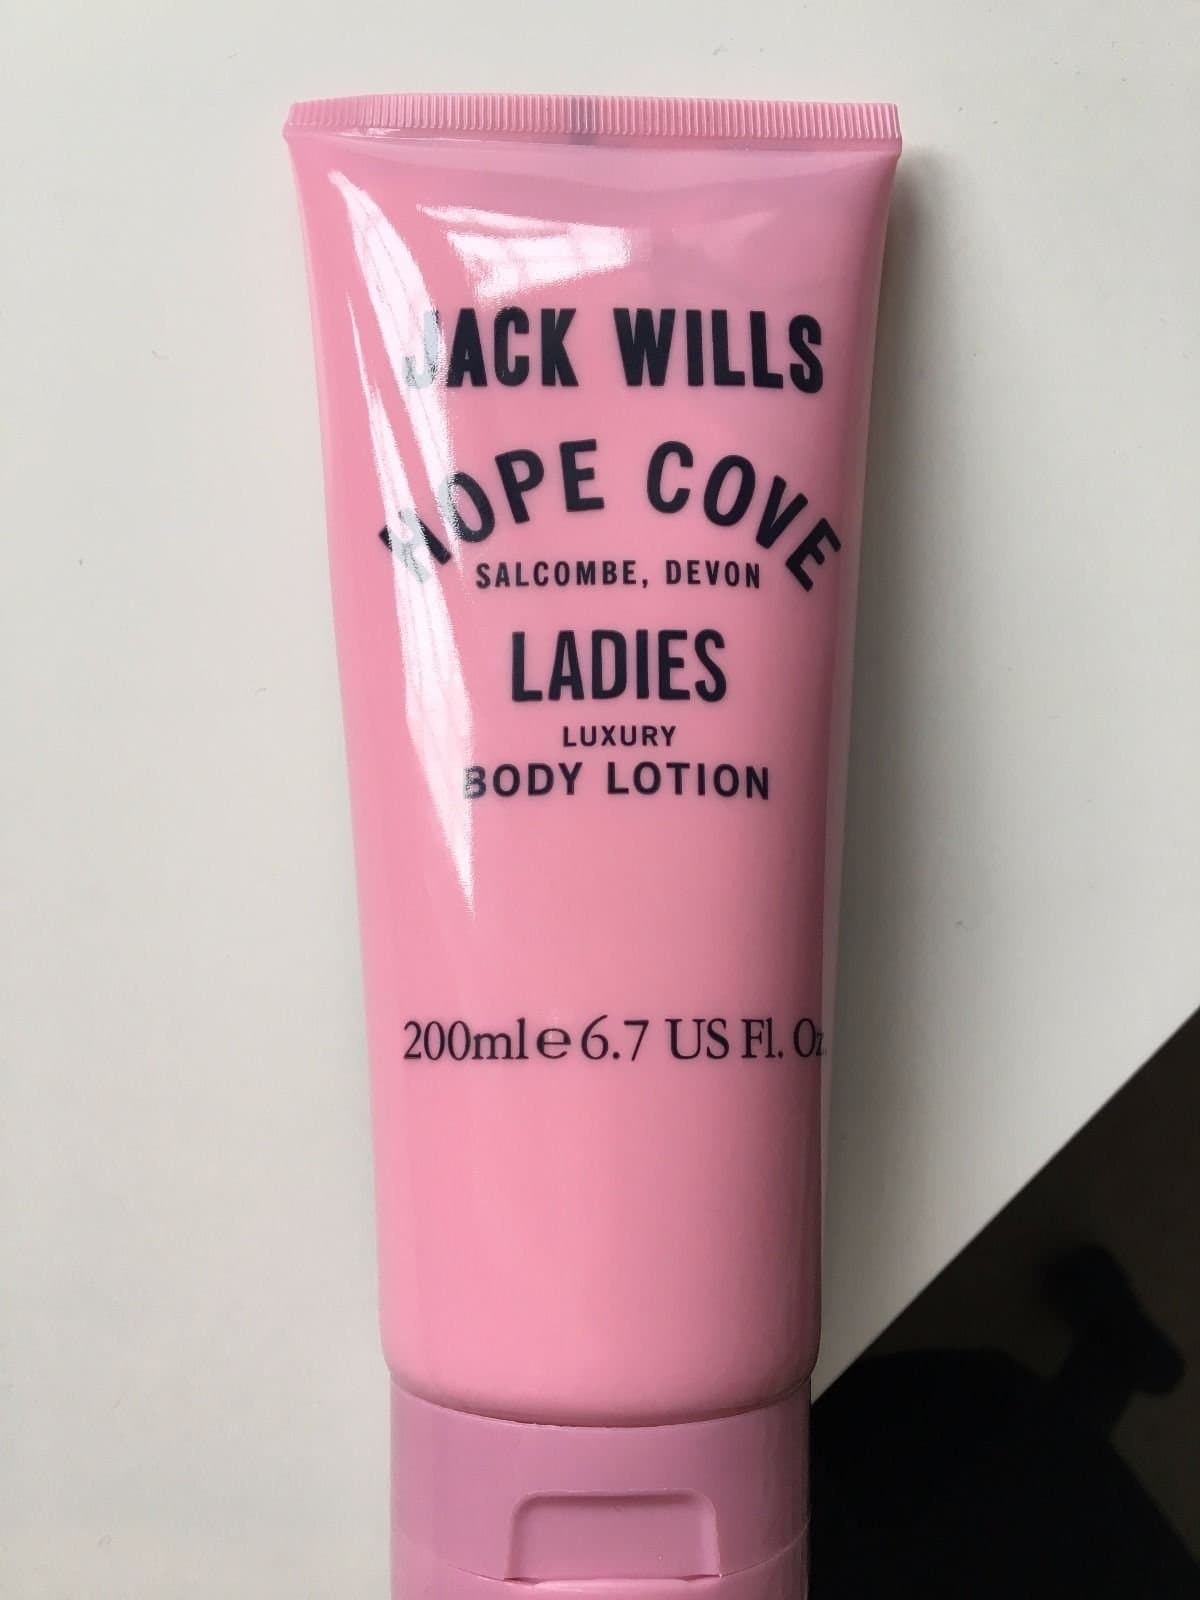 JACK WILLS
HOPE COVE
SALCOMBE, DEVON
LADIES
LUXURY
BODY LOTION
200ml e 6.7 US Fl. Oz.